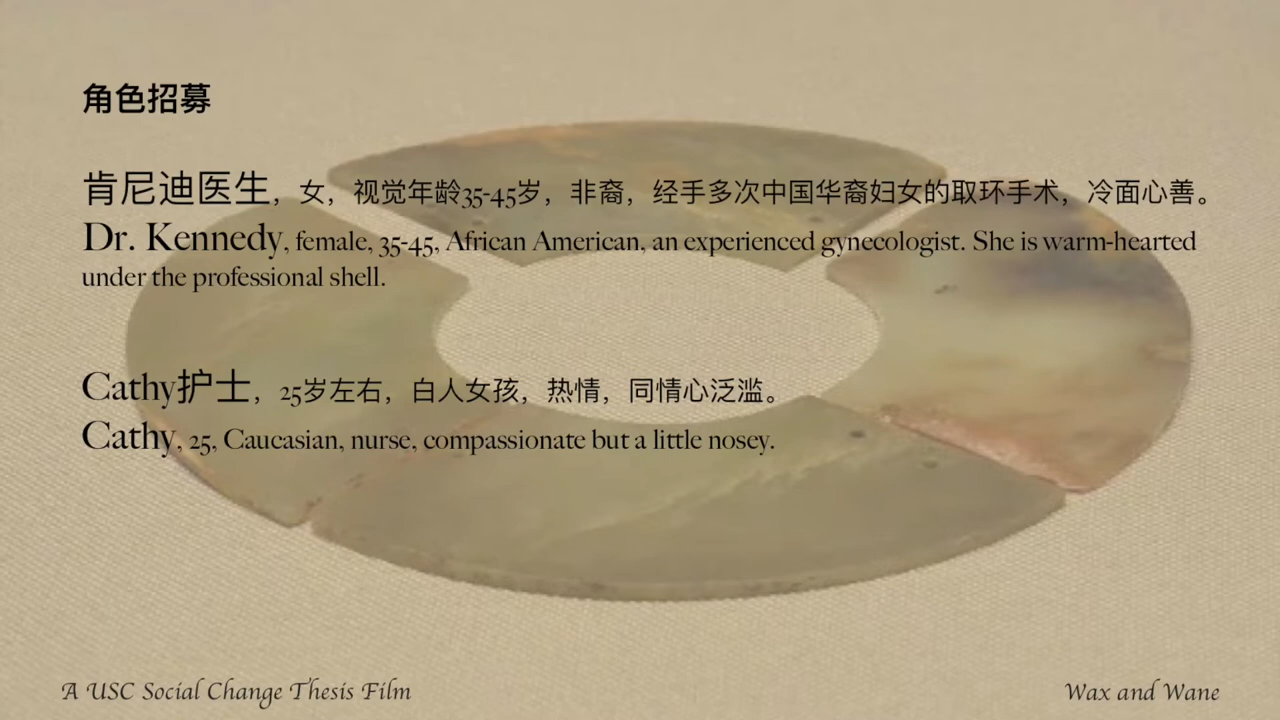 角色招募
肯尼迪医生，女，视觉年龄35-45岁，非裔，经手多次中国华裔妇女的取环手术，冷面心善。
Dr. Kennedy, female, 35-45, African American, an experienced gynecologist. She is warm-hearted
under the professional shell.
Cathy护士，25岁左右，白人女孩，热情，同情心泛滥。
Cathy, 25, Caucasian, nurse, compassionate but a little nosey.
A USC Social Change Thesis Film
Wax and Wane